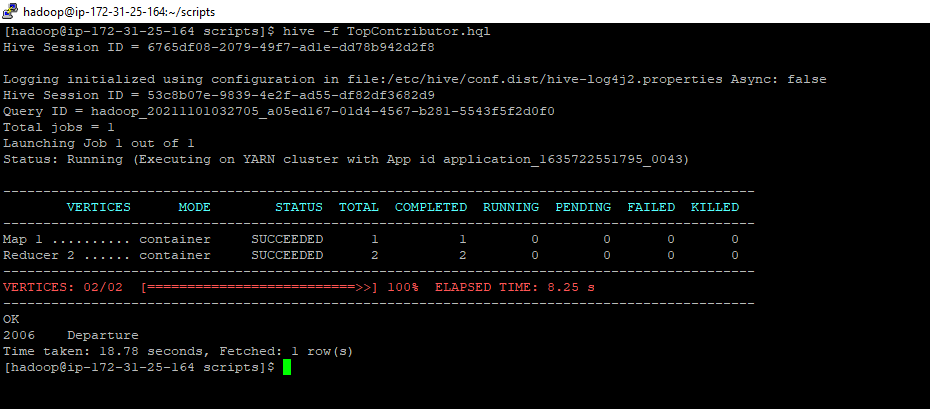 hadoop@ip-172-31-25-164:~/scripts
[hadoop@ip-172-31-25-164 scripts]$ hive -f TopContributor.hql
Hive Session ID = 6765df08-2079-49f7-ad1e-dd78b942d2f8
Logging initialized using configuration in file:/etc/hive/conf.dist/hive-log4j2.properties Async: false
Hive Session ID = 53c8b07e-9839-4e2f-ad55-df82df3682d9
Query ID = hadoop_20211101032705_a05ed167-01d4-4567-b281-5543f5f2d0f0
Total jobs = 1
Launching Job 1 out of 1
Status: Running (Executing on YARN cluster with App id application_1635722551795_0043)
----------------------------------------------------------------------------------------------
        VERTICES      MODE        STATUS  TOTAL  COMPLETED  RUNNING  PENDING  FAILED  KILLED
----------------------------------------------------------------------------------------------
Map 1 .......... container     SUCCEEDED      1          1        0        0       0       0
Reducer 2 ...... container     SUCCEEDED      2          2        0        0       0       0
----------------------------------------------------------------------------------------------
VERTICES: 02/02  [==========================>>] 100%  ELAPSED TIME: 8.25 s
----------------------------------------------------------------------------------------------
OK
2006    Departure
Time taken: 18.78 seconds, Fetched: 1 row(s)
[hadoop@ip-172-31-25-164 scripts]$